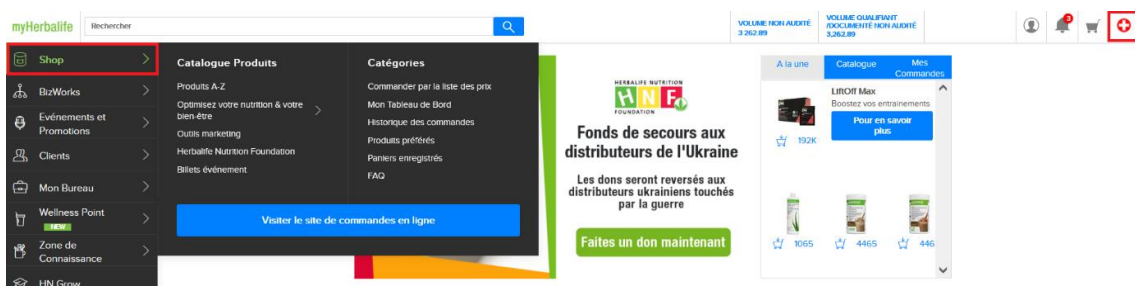 myHerbalife
Rechercher
VOLUME NON AUDITÉ
3 262.89
VOLUME QUALIFIANT
/DOCUMENTÉ NON AUDITÉ
3,262.89
3
Shop
BizWorks
Evénements et
Promotions
Clients
Mon Bureau
Wellness Point
NEW
Zone de
Connaissance
HN Grow
Catalogue Produits
Produits A-Z
Optimisez votre nutrition & votre
bien-être
Outils marketing
Herbalife Nutrition Foundation
Billets événement
Catégories
Commander par la liste des prix
Mon Tableau de Bord
Historique des commandes
Produits préférés
Paniers enregistrés
FAQ
Visiter le site de commandes en ligne
HERBALIFE NUTRITION
HNF
FOUNDATION
Fonds de secours aux
distributeurs de l'Ukraine
Les dons seront reversés aux
distributeurs ukrainiens touchés
par la guerre
Faites un don maintenant
A la une
Catalogue
Mes
Commandes
LiftOff Max
Boostez vos entrainements
Pour en savoir
plus
192K
1065
4465
446